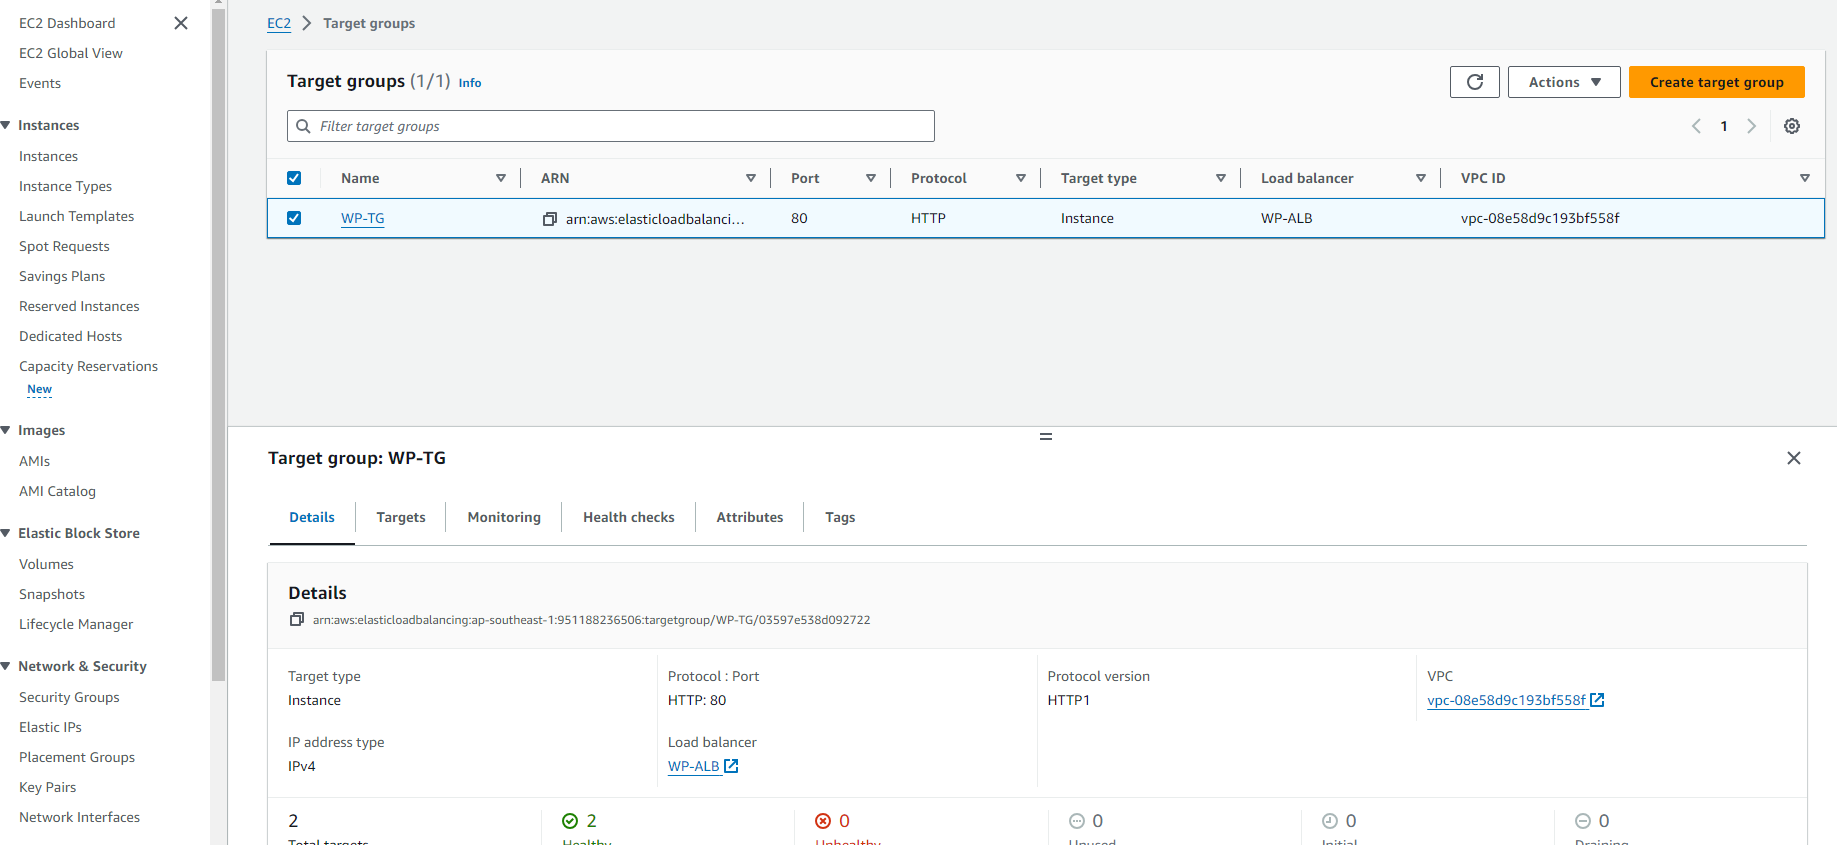 EC2 Dashboard
EC2 Global View
Events
Instances
Instances
Instance Types
Launch Templates
Spot Requests
Savings Plans
Reserved Instances
Dedicated Hosts
Capacity Reservations
New
Images
AMIs
AMI Catalog
Elastic Block Store
Volumes
Snapshots
Lifecycle Manager
Network & Security
Security Groups
Elastic IPs
Placement Groups
Key Pairs
Network Interfaces
EC2 Target groups
Target groups (1/1) Info
Actions
Create target group
Filter target groups
1
Name ARN Port Protocol Target type Load balancer VPC ID
WP-TG arn:aws:elasticloadbalanci... 80 HTTP Instance WP-ALB vpc-08e58d9c193bf558f
Target group: WP-TG
Details Targets Monitoring Health checks Attributes Tags
Details
arn:aws:elasticloadbalancing:ap-southeast-1:951188236506:targetgroup/WP-TG/03597e538d092722
Target type Protocol : Port Protocol version VPC
Instance HTTP: 80 HTTP1 vpc-08e58d9c193bf558f
IP address type Load balancer
IPv4 WP-ALB
2 2 0 0 0 0
Total targets Healthy Unhealthy Unused Initial Draining